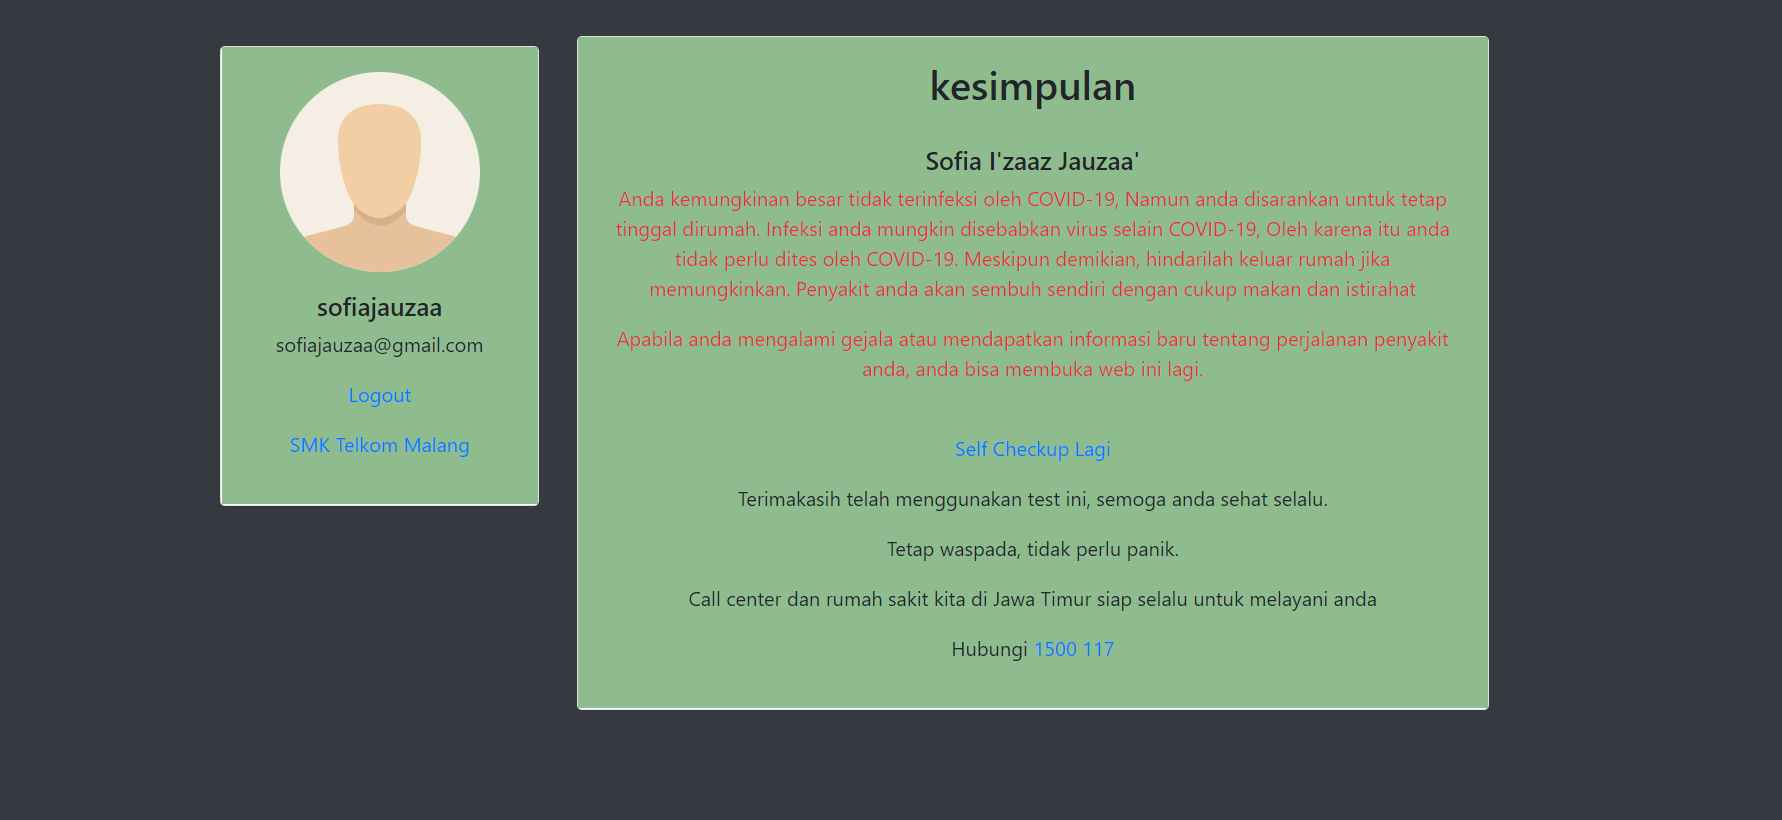 sofiajauzaa
sofiajauzaa@gmail.com
Logout
SMK Telkom Malang
kesimpulan
Sofia I'zaaz Jauzaa'
Anda kemungkinan besar tidak terinfeksi oleh COVID-19, Namun anda disarankan untuk tetap
tinggal dirumah. Infeksi anda mungkin disebabkan virus selain COVID-19, Oleh karena itu anda
tidak perlu dites oleh COVID-19. Meskipun demikian, hindarilah keluar rumah jika
memungkinkan. Penyakit anda akan sembuh sendiri dengan cukup makan dan istirahat
Apabila anda mengalami gejala atau mendapatkan informasi baru tentang perjalanan penyakit
anda, anda bisa membuka web ini lagi.
Self Checkup Lagi
Terimakasih telah menggunakan test ini, semoga anda sehat selalu.
Tetap waspada, tidak perlu panik.
Call center dan rumah sakit kita di Jawa Timur siap selalu untuk melayani anda
Hubungi 1500 117